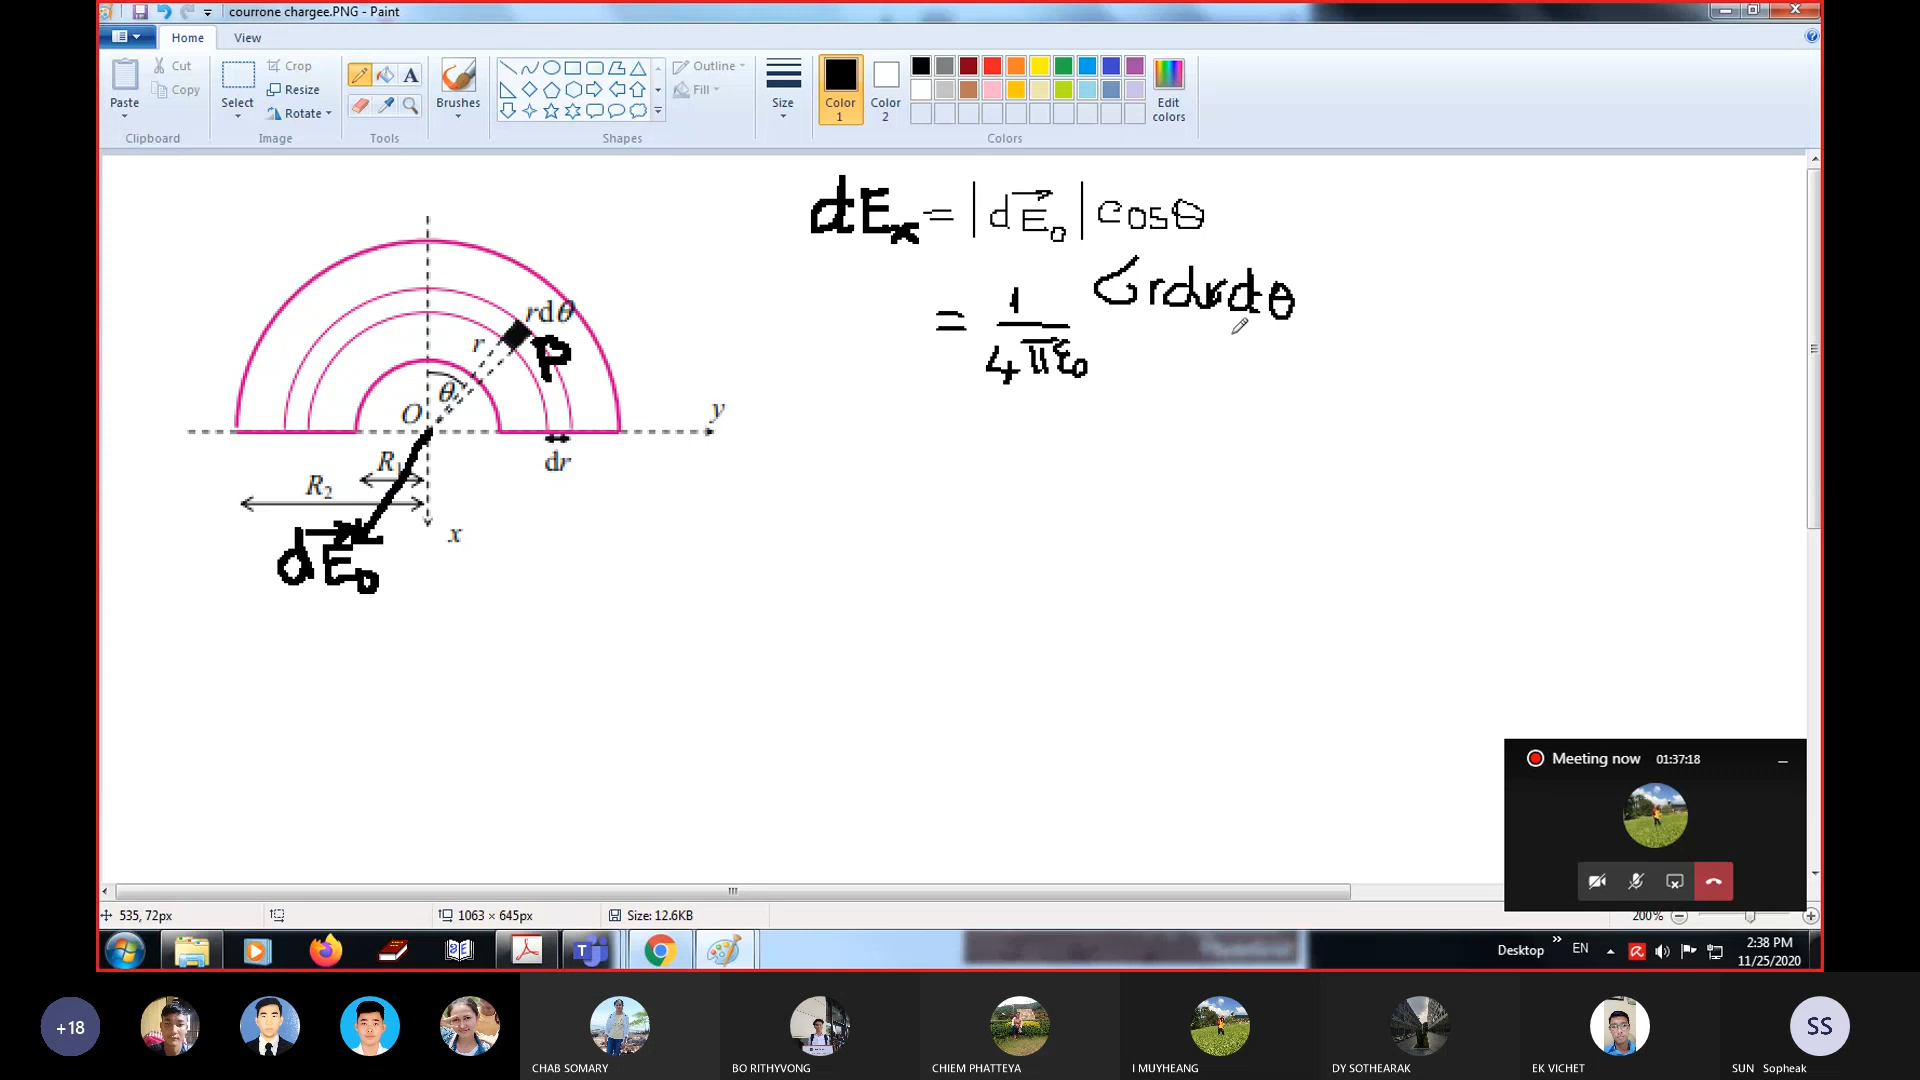 courrone chargee.PNG - Paint
Home View
Paste
Cut
Copy
Clipboard
Select
Crop
Resize
Rotate
Image
A
Tools
Brushes
Shapes
Outline
Fill
Size
Color 1
Color 2
Edit colors
Colors
rdθ
r
P
θ
O
y
R1
R2
dr
x
dE0
dEx = |dE0| cosθ
= 1/4πε0 σrdrdθ
Meeting now 01:37:18
535, 72px
1063 × 645px
Size: 12.6KB
200%
Desktop
EN
2:38 PM
11/25/2020
+18
CHAB SOMARY
BO RITHYVONG
CHIEM PHATTEYA
I MUYHEANG
DY SOTHEARAK
EK VICHET
SS
SUN Sopheak